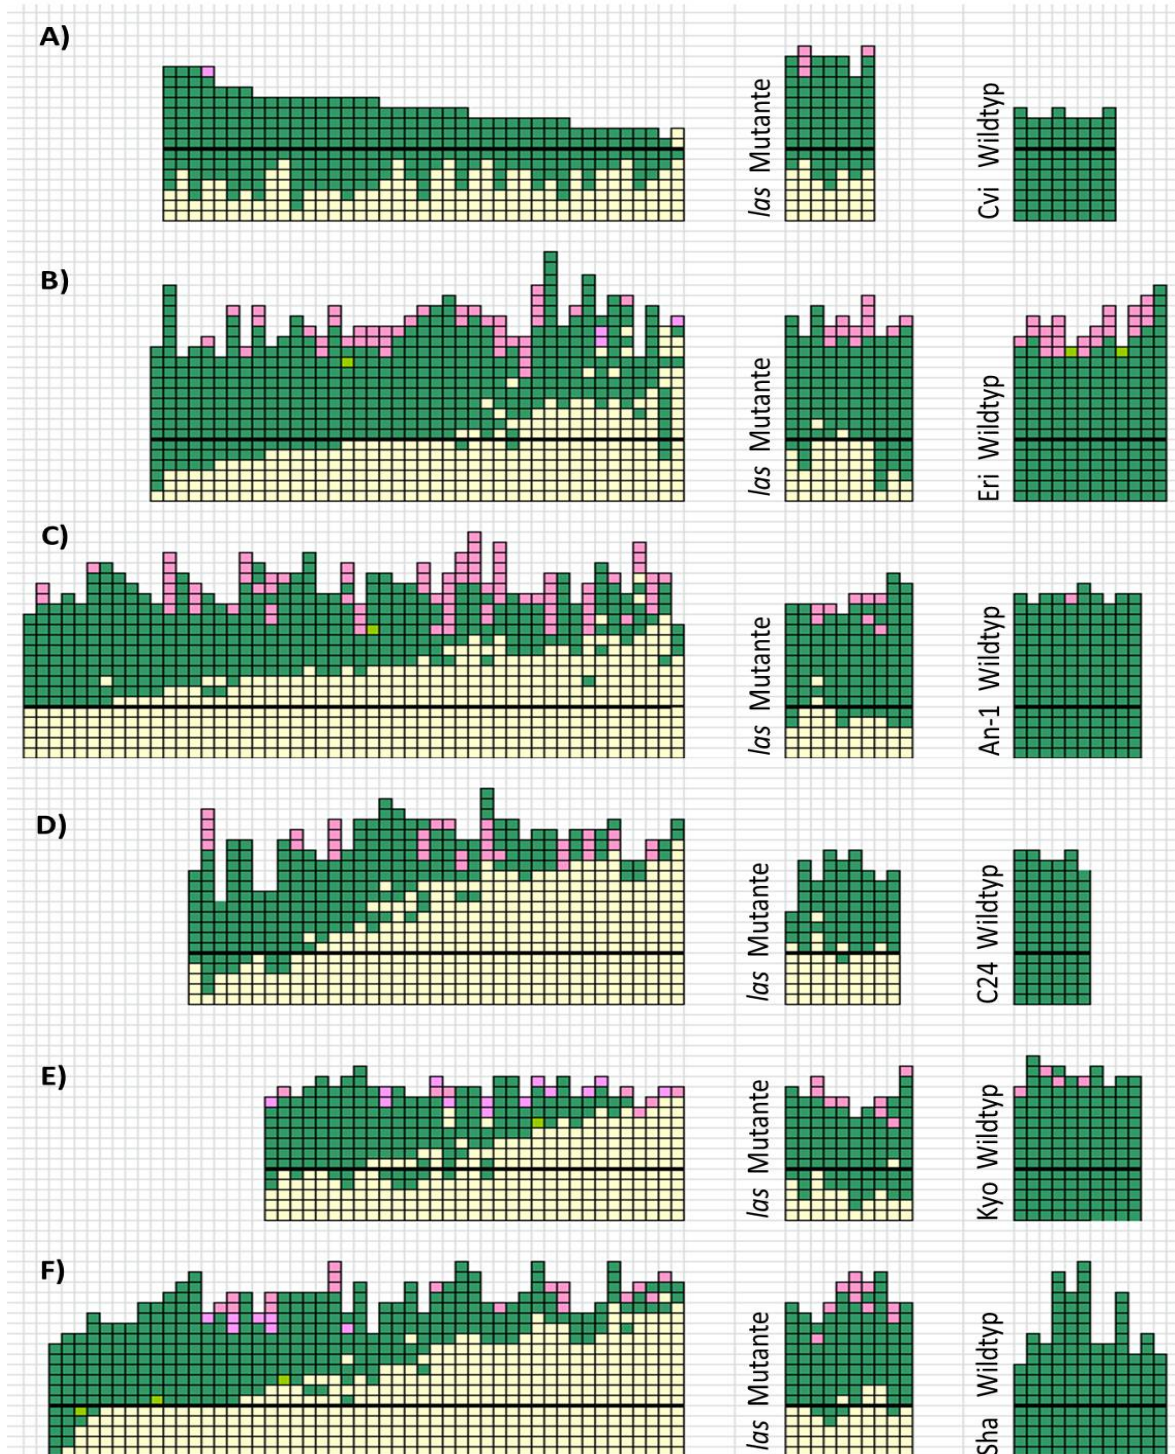 A)
las Mutante
Cvi Wildtyp
B)
las Mutante
Eri Wildtyp
C)
las Mutante
An-1 Wildtyp
D)
las Mutante
C24 Wildtyp
E)
las Mutante
Kyo Wildtyp
F)
las Mutante
Sha Wildtyp